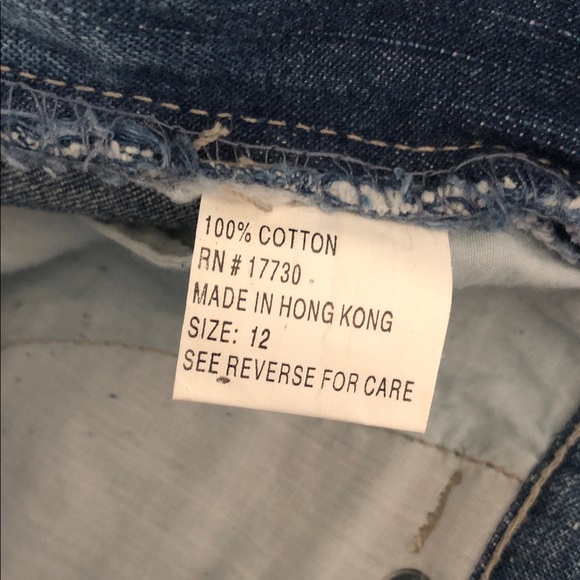 100% COTTON
RN # 17730
MADE IN HONG KONG
SIZE: 12
SEE REVERSE FOR CARE